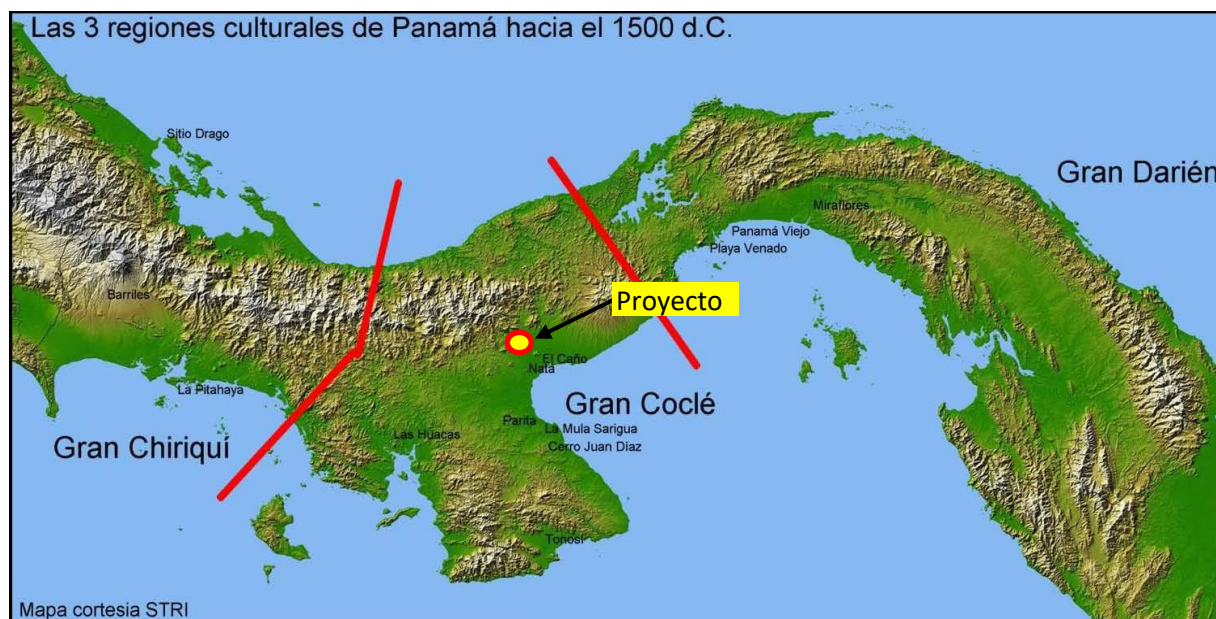 Las 3 regiones culturales de Panamá hacia el 1500 d.C.
Sitio Drago
Gran Darién
Miraflores
Panamá Viejo
Playa Venado
Barriles
Proyecto
El Caño
Natá
La Pitahaya
Gran Coclé
Parita
La Mula Sarigua
Las Huacas
Gran Chiriquí
Cerro Juan Díaz
Tonosí
Mapa cortesia STRI